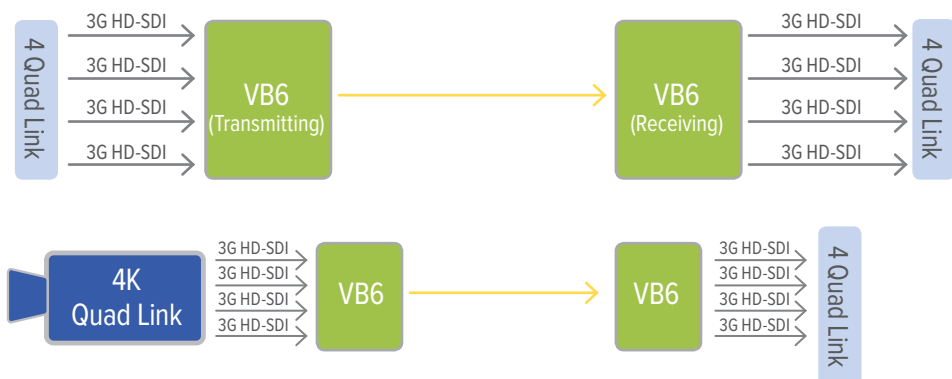 4 Quad Link
3G HD-SDI
3G HD-SDI
3G HD-SDI
3G HD-SDI
VB6
(Transmitting)
VB6
(Receiving)
3G HD-SDI
3G HD-SDI
3G HD-SDI
3G HD-SDI
4 Quad Link
4K
Quad Link
3G HD-SDI
3G HD-SDI
3G HD-SDI
3G HD-SDI
VB6
VB6
3G HD-SDI
3G HD-SDI
3G HD-SDI
3G HD-SDI
4 Quad Link